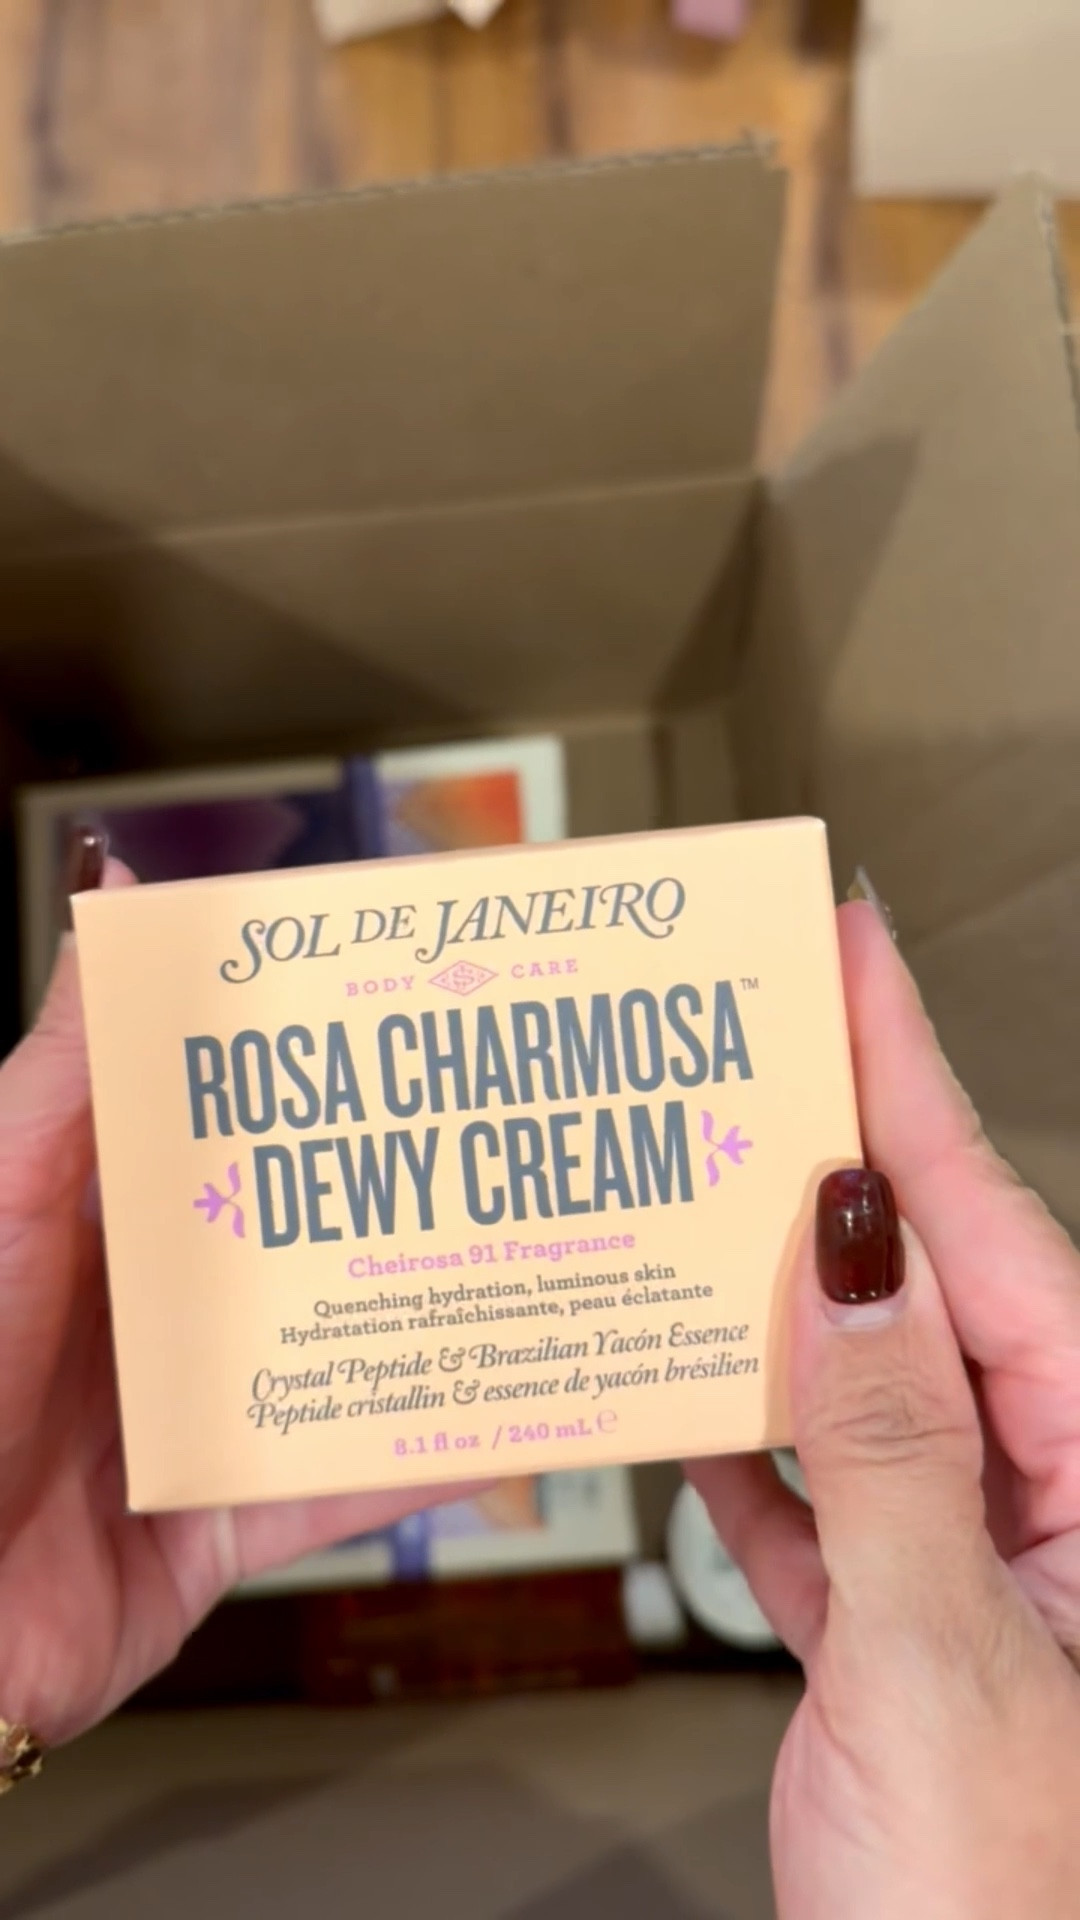 SOL DE JANEIRO
BODY CARE
ROSA CHARMOSA™
DEWY CREAM
Cheirosa 91 Fragrance
Quenching hydration, luminous skin
Hydratation rafraîchissante, peau éclatante
Crystal Peptide & Brazilian Yacón Essence
Peptide cristallin & essence de yacón brésilien
8.1 fl oz / 240 mL ℮